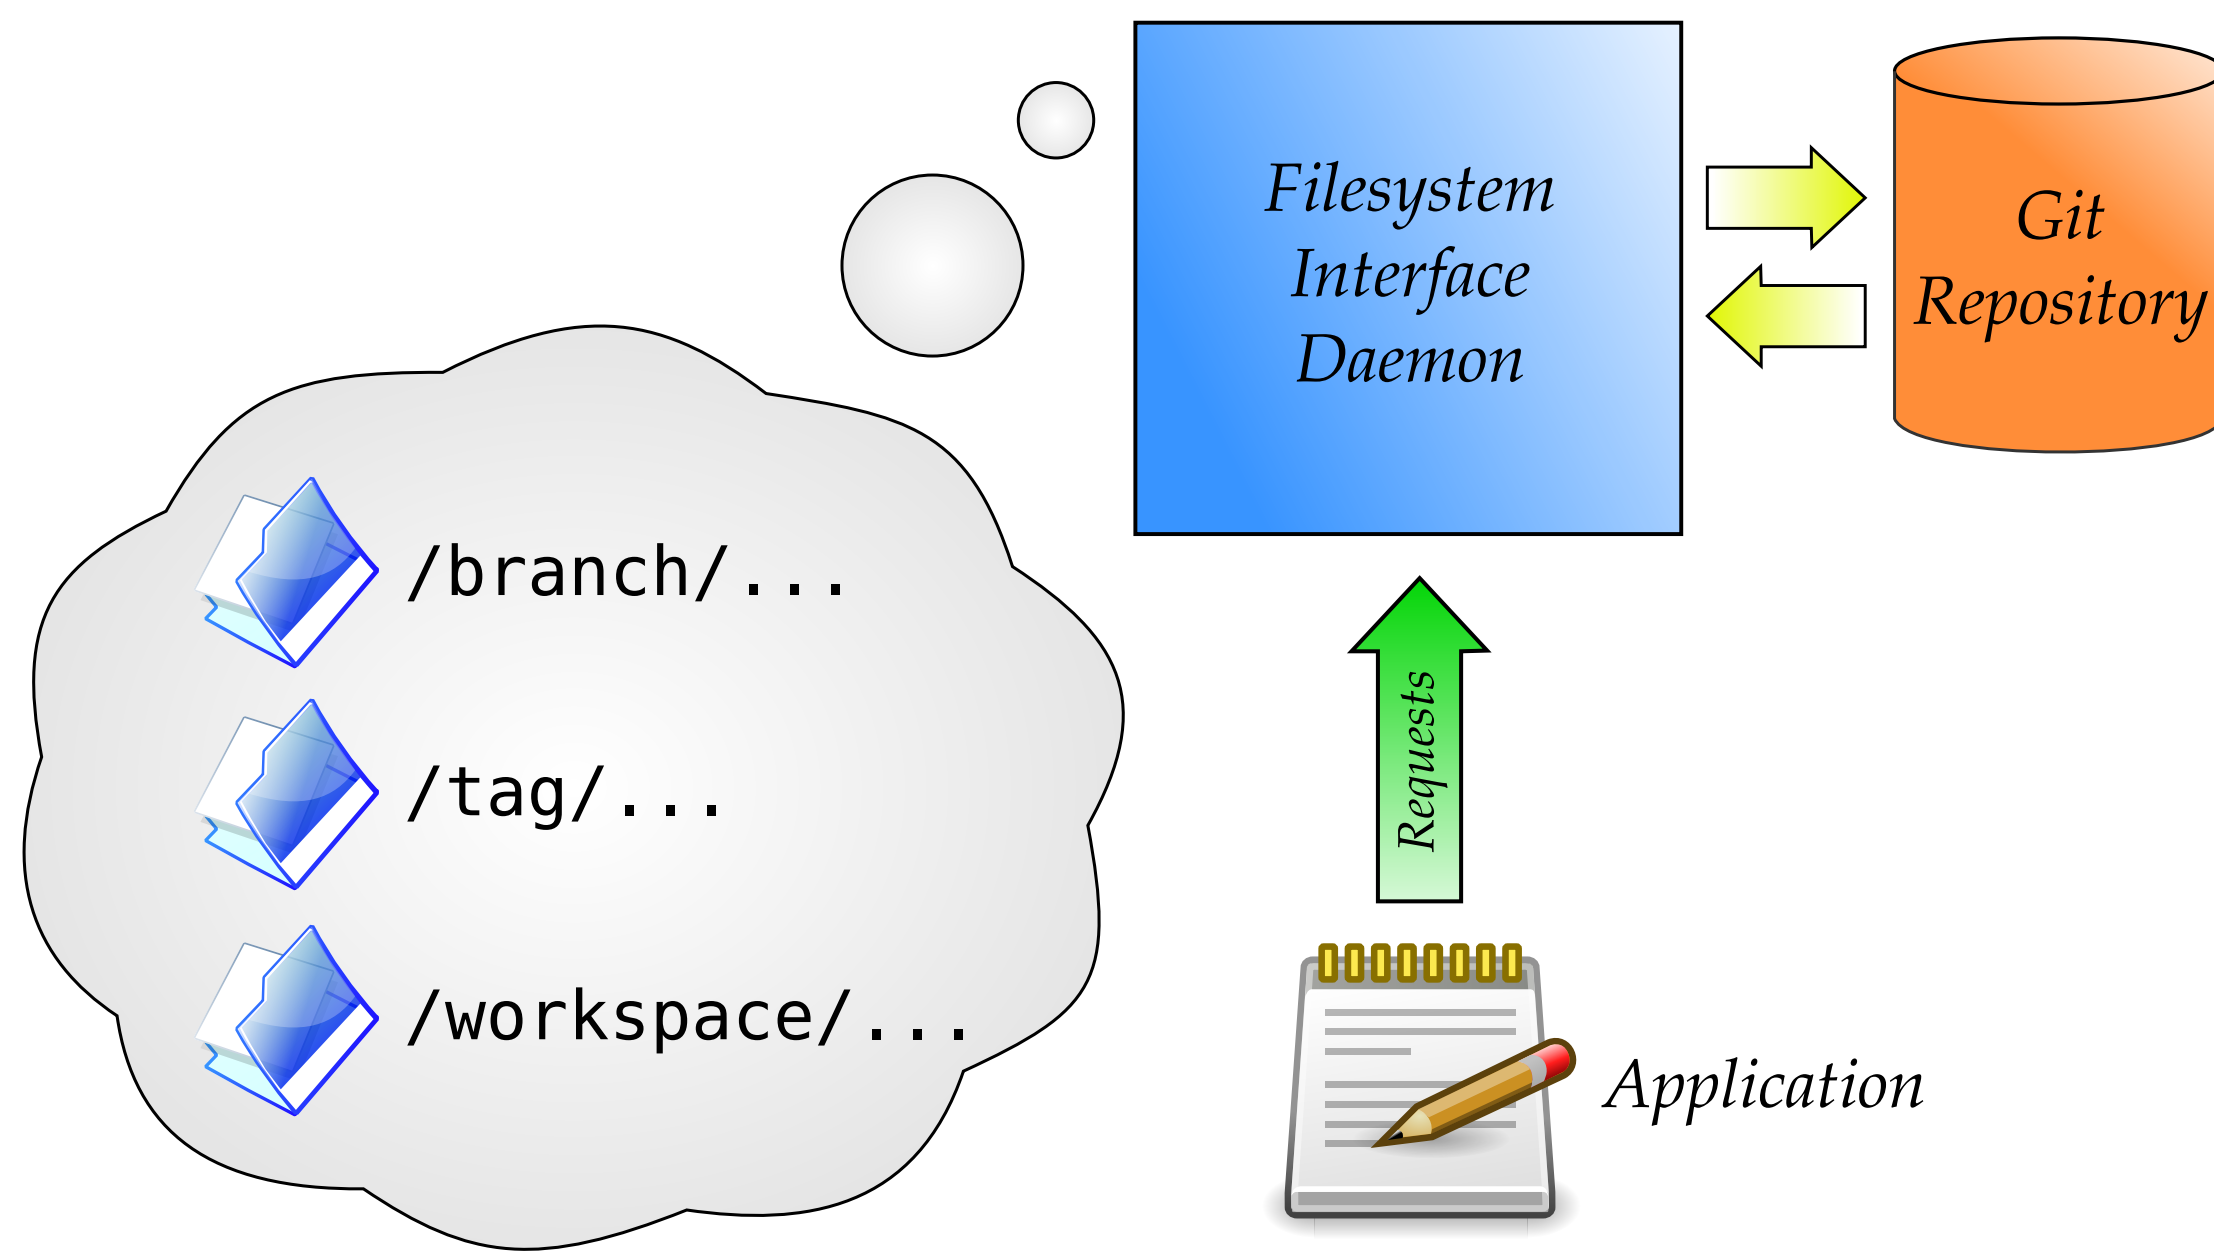 Filesystem
Interface
Daemon
Git
Repository
/branch/...
/tag/...
/workspace/...
Requests
Application